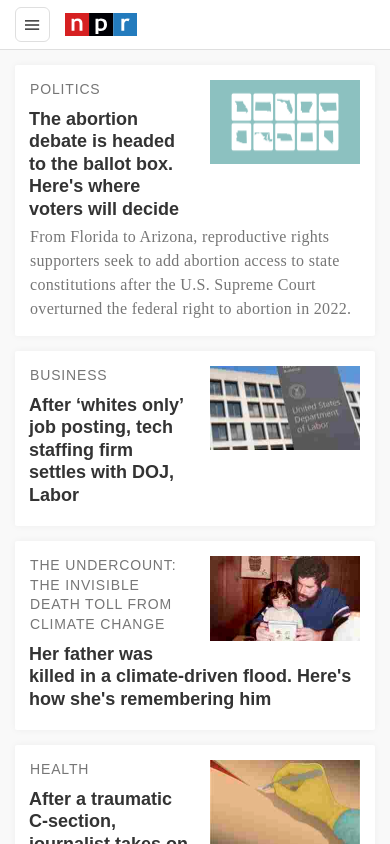 npr
POLITICS
The abortion
debate is headed
to the ballot box.
Here's where
voters will decide
From Florida to Arizona, reproductive rights
supporters seek to add abortion access to state
constitutions after the U.S. Supreme Court
overturned the federal right to abortion in 2022.
BUSINESS
After ‘whites only’
job posting, tech
staffing firm
settles with DOJ,
Labor
United States
Department
of Labor
THE UNDERCOUNT:
THE INVISIBLE
DEATH TOLL FROM
CLIMATE CHANGE
Her father was
killed in a climate-driven flood. Here's
how she's remembering him
HEALTH
After a traumatic
C-section,
journalist takes on